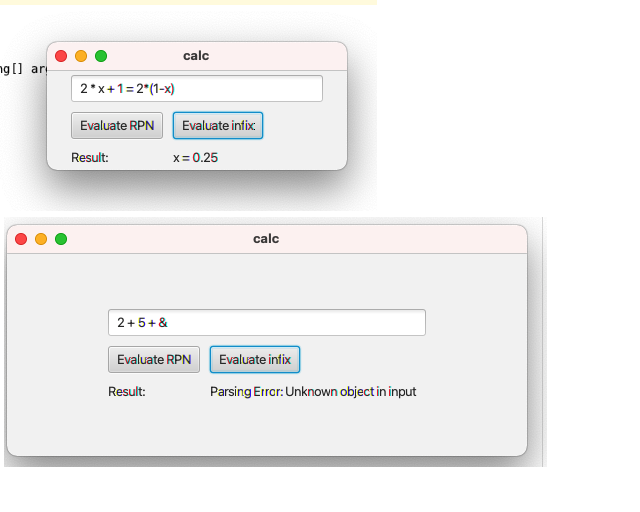 calc
ng[] ar
2 * x + 1 = 2*(1-x)
Evaluate RPN Evaluate infix
Result: x = 0.25
calc
2 + 5 + &
Evaluate RPN Evaluate infix
Result: Parsing Error: Unknown object in input